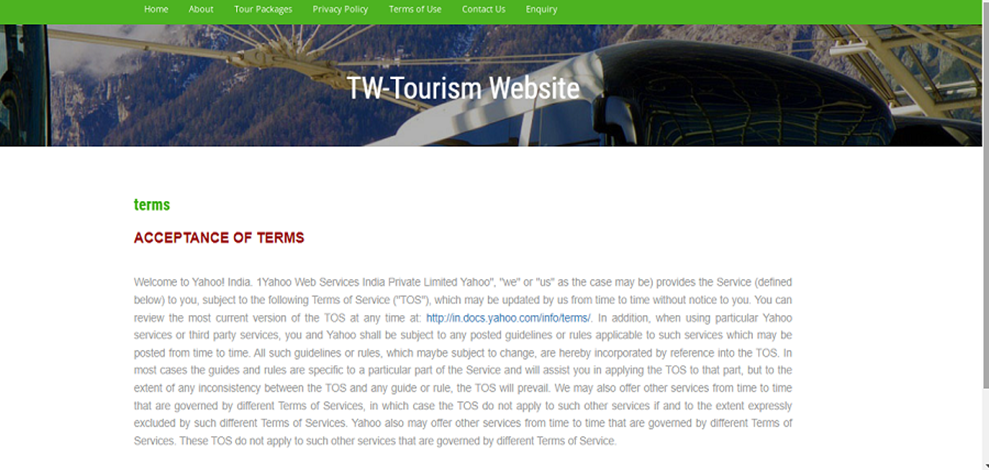 Home About Tour Packages Privacy Policy Terms of Use Contact Us Enquiry
TW-Tourism Website
terms
ACCEPTANCE OF TERMS
Welcome to Yahoo! India. 1Yahoo Web Services India Private Limited Yahoo", "we" or "us" as the case may be) provides the Service (defined
below) to you, subject to the following Terms of Service ("TOS"), which may be updated by us from time to time without notice to you. You can
review the most current version of the TOS at any time at: http://in.docs.yahoo.com/info/terms/. In addition, when using particular Yahoo
services or third party services, you and Yahoo shall be subject to any posted guidelines or rules applicable to such services which may be
posted from time to time. All such guidelines or rules, which maybe subject to change, are hereby incorporated by reference into the TOS. In
most cases the guides and rules are specific to a particular part of the Service and will assist you in applying the TOS to that part, but to the
extent of any inconsistency between the TOS and any guide or rule, the TOS will prevail. We may also offer other services from time to time
that are governed by different Terms of Services, in which case the TOS do not apply to such other services if and to the extent expressly
excluded by such different Terms of Services. Yahoo also may offer other services from time to time that are governed by different Terms of
Services. These TOS do not apply to such other services that are governed by different Terms of Service.